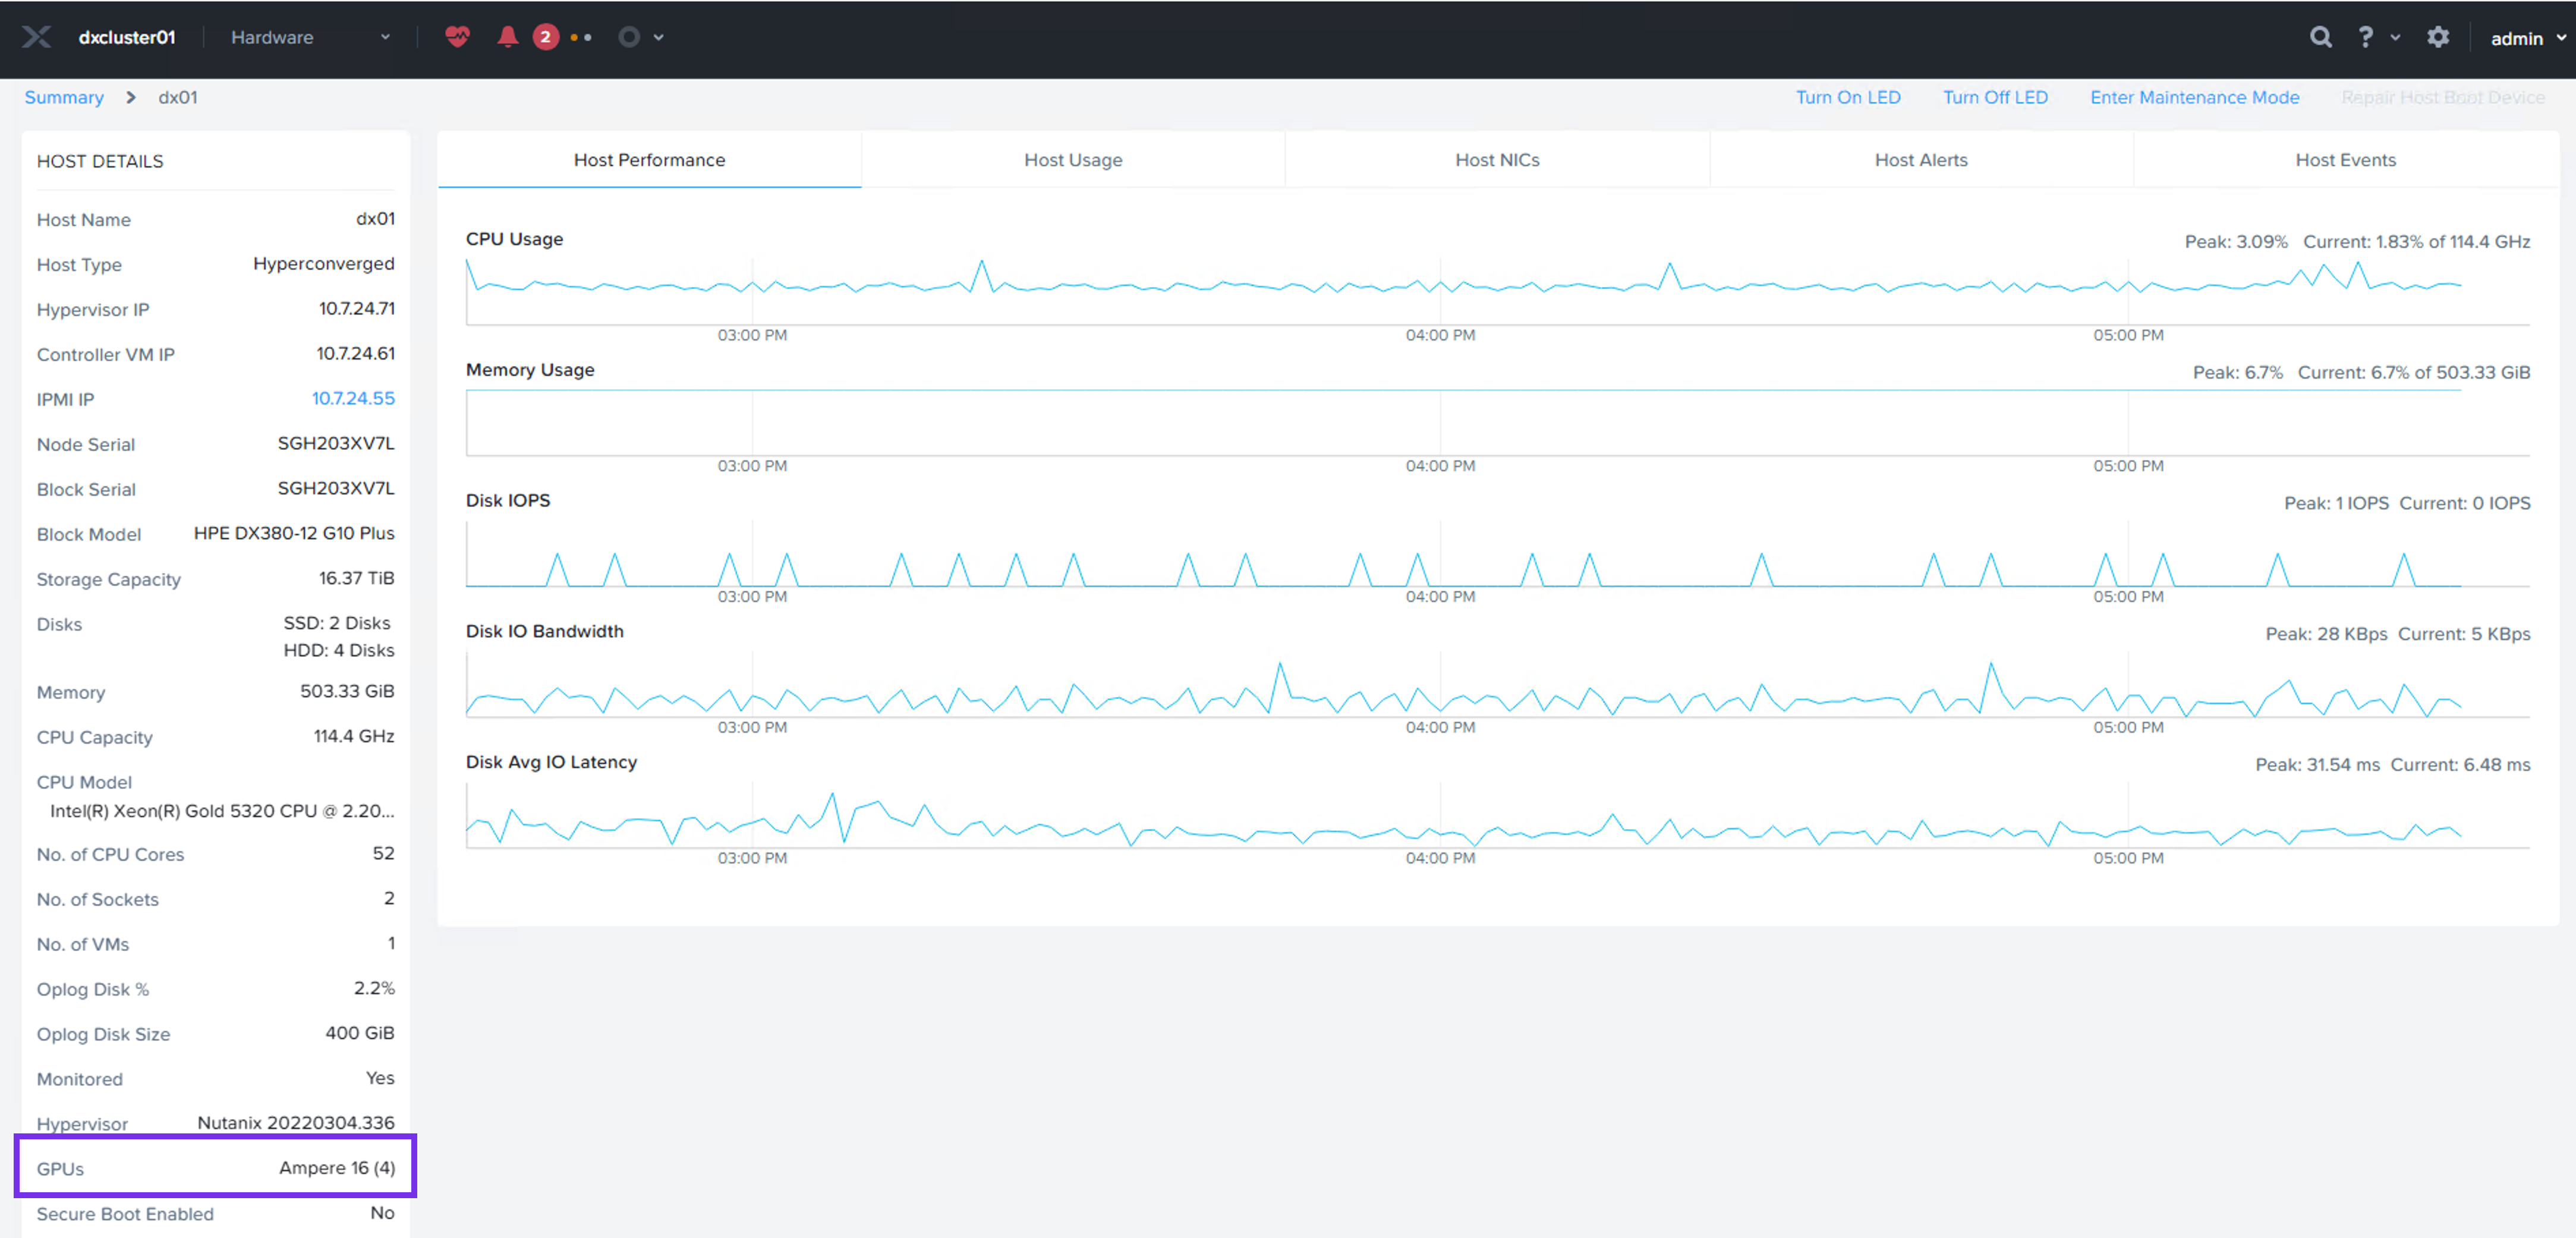 dxcluster01 Hardware 2 ? admin
Summary > dx01 Turn On LED Turn Off LED Enter Maintenance Mode Repair Host Boot Device
HOST DETAILS
Host Name dx01
Host Type Hyperconverged
Hypervisor IP 10.7.24.71
Controller VM IP 10.7.24.61
IPMI IP 10.7.24.55
Node Serial SGH203XV7L
Block Serial SGH203XV7L
Block Model HPE DX380-12 G10 Plus
Storage Capacity 16.37 TiB
Disks SSD: 2 Disks
HDD: 4 Disks
Memory 503.33 GiB
CPU Capacity 114.4 GHz
CPU Model
Intel(R) Xeon(R) Gold 5320 CPU @ 2.20...
No. of CPU Cores 52
No. of Sockets 2
No. of VMs 1
Oplog Disk % 2.2%
Oplog Disk Size 400 GiB
Monitored Yes
Hypervisor Nutanix 20220304.336
GPUs Ampere 16 (4)
Secure Boot Enabled No
Host Performance Host Usage Host NICs Host Alerts Host Events
CPU Usage Peak: 3.09% Current: 1.83% of 114.4 GHz
03:00 PM 04:00 PM 05:00 PM
Memory Usage Peak: 6.7% Current: 6.7% of 503.33 GiB
03:00 PM 04:00 PM 05:00 PM
Disk IOPS Peak: 1 IOPS Current: 0 IOPS
03:00 PM 04:00 PM 05:00 PM
Disk IO Bandwidth Peak: 28 KBps Current: 5 KBps
03:00 PM 04:00 PM 05:00 PM
Disk Avg IO Latency Peak: 31.54 ms Current: 6.48 ms
03:00 PM 04:00 PM 05:00 PM